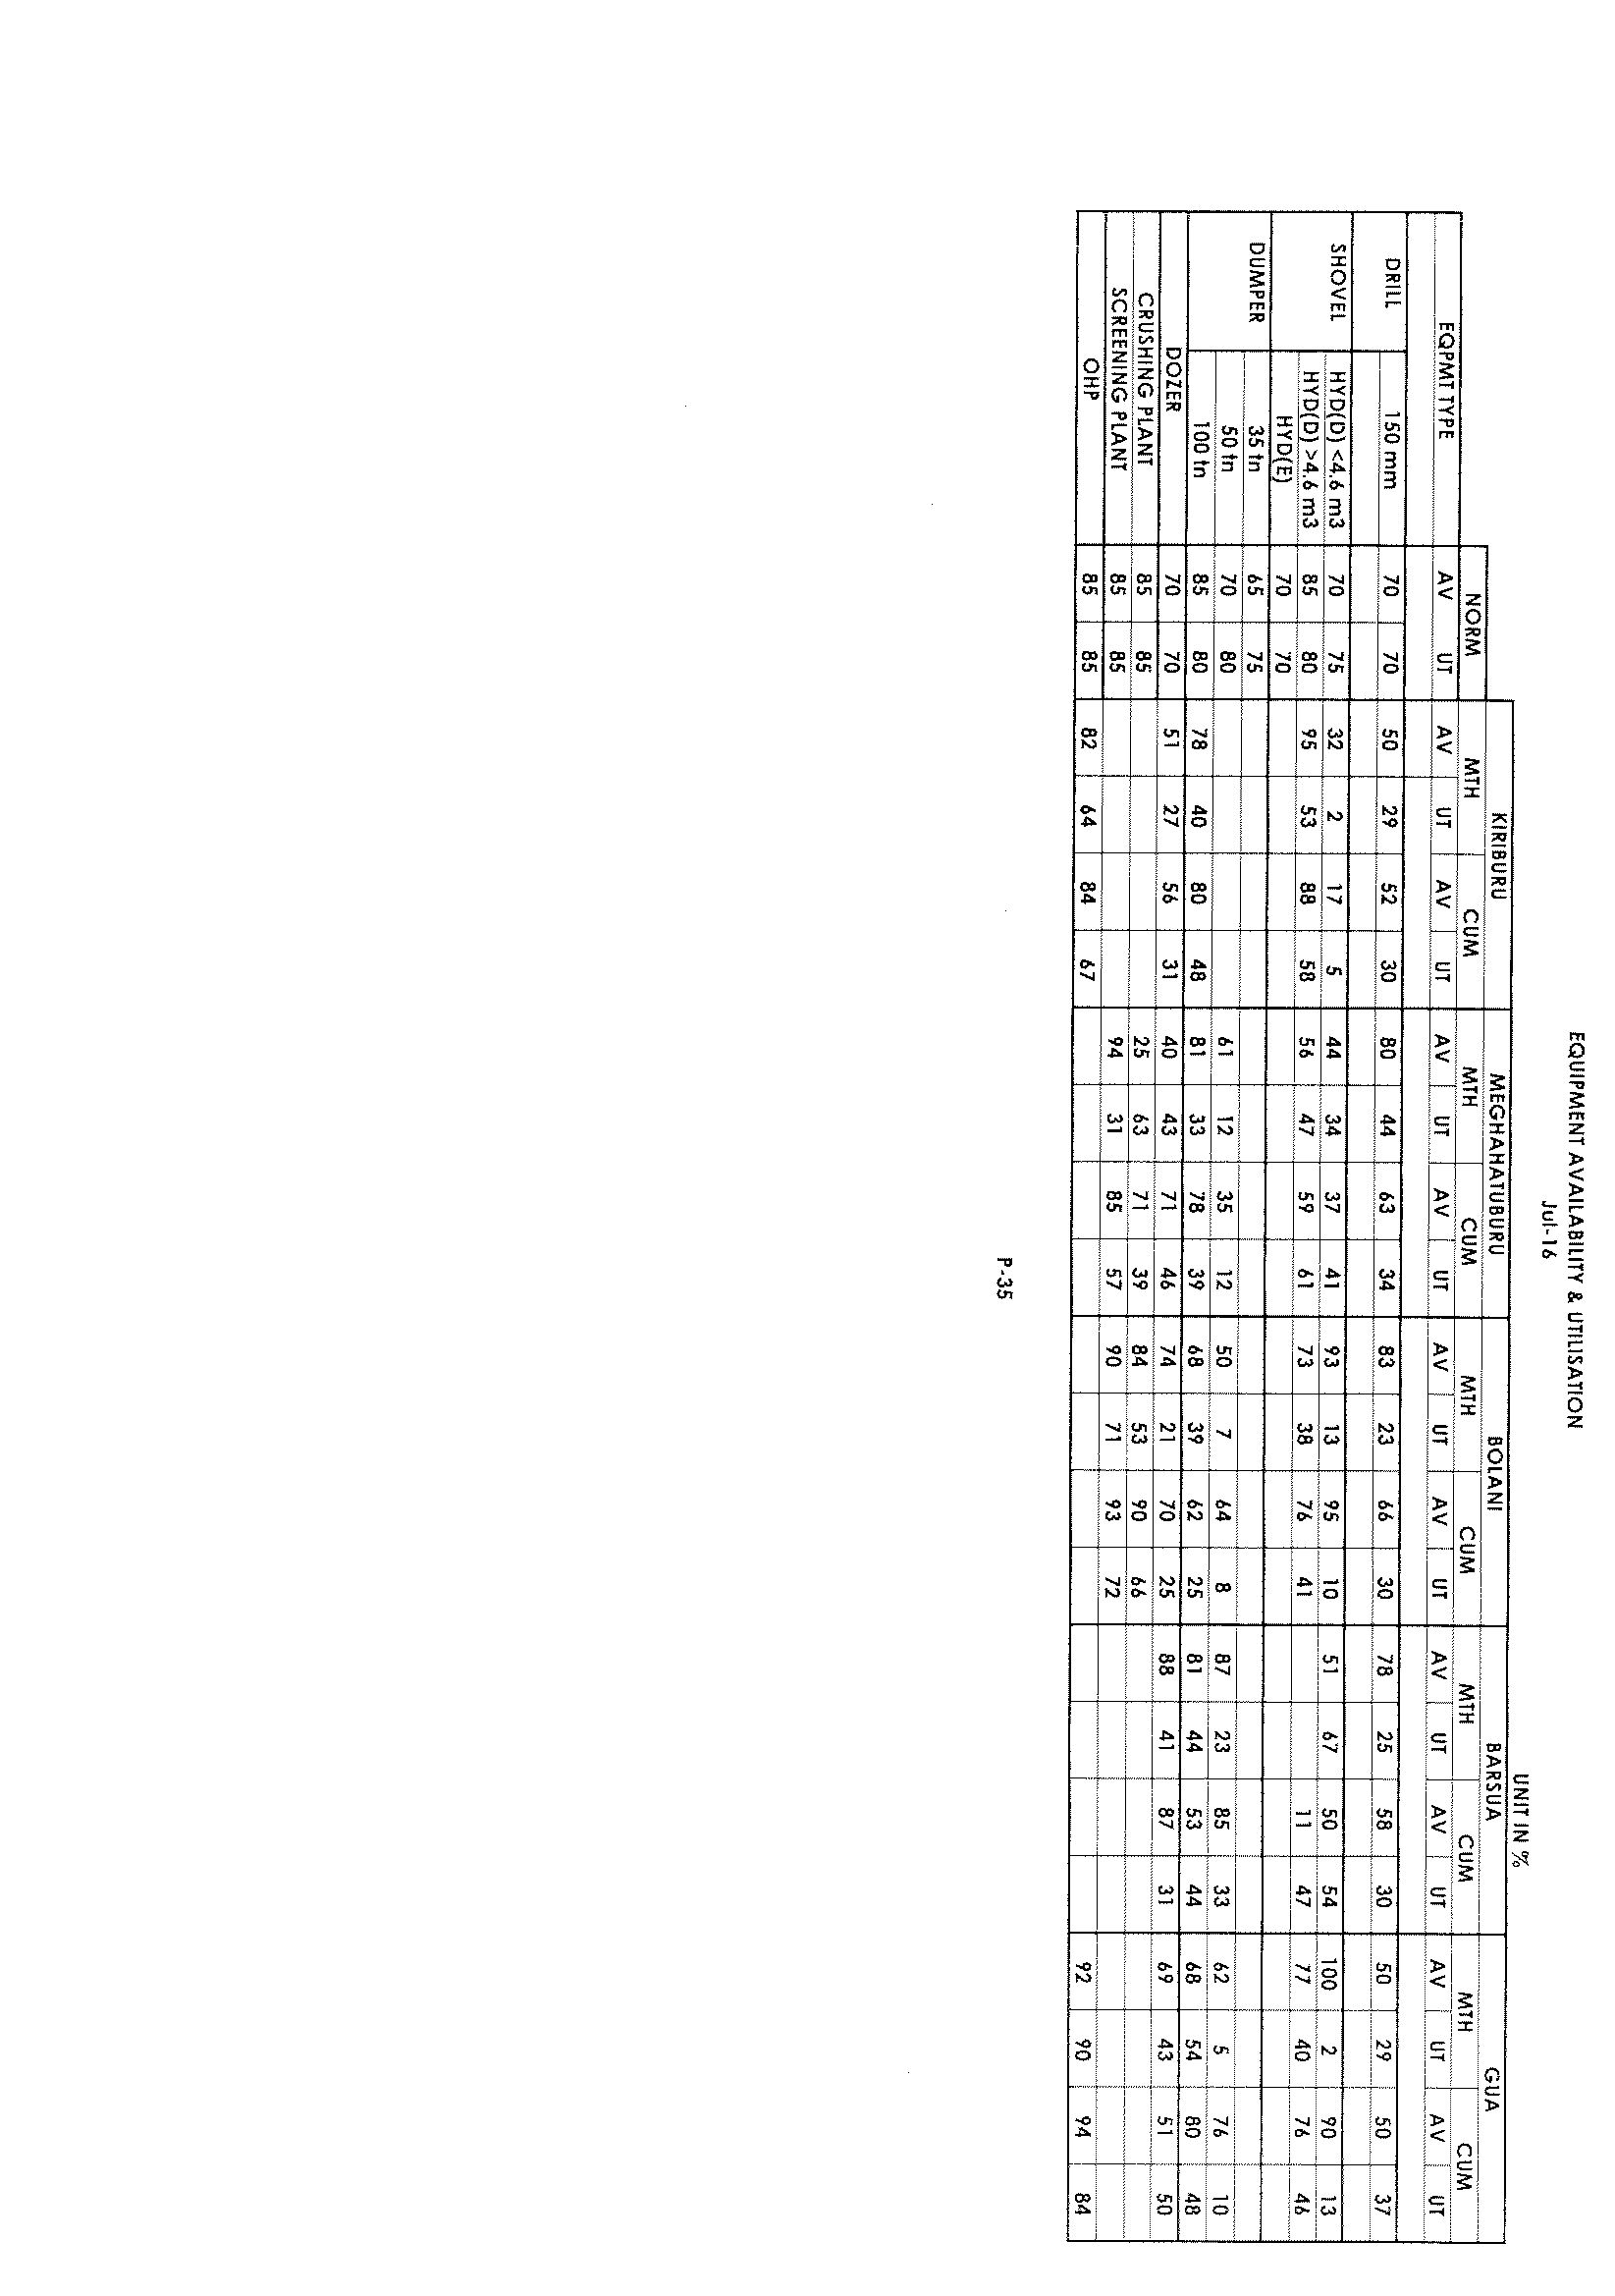 EQUIPMENT AVAILABILITY & UTILISATION
Jul-16
UNIT IN %
KIRIBURU MEGHAHATUBURU BOLANI BARSUA GUA
NORM MTH CUM MTH CUM MTH CUM MTH CUM MTH CUM
EQPMT TYPE AV UT AV UT AV UT AV UT AV UT AV UT AV UT AV UT AV UT AV UT AV UT
DRILL 150 mm 70 70 50 29 52 30 80 44 63 34 83 23 66 30 78 25 58 30 50 29 50 37
SHOVEL HYD(D) <4.6 m3 70 75 32 2 17 5 44 34 37 41 93 13 95 10 51 67 50 54 100 2 90 13
HYD(D) >4.6 m3 85 80 95 53 88 58 56 47 59 61 73 38 76 41 11 47 77 40 76 46
HYD(E) 70 70
DUMPER 35 tn 65 75
50 tn 70 80 61 12 35 12 50 7 64 8 87 23 85 33 62 5 76 10
100 tn 85 80 78 40 80 48 81 33 78 39 68 39 62 25 81 44 53 44 68 54 80 48
DOZER 70 70 51 27 56 31 40 43 71 46 74 21 70 25 88 41 87 31 69 43 51 50
CRUSHING PLANT 85 85 25 63 71 39 84 53 90 66
SCREENING PLANT 85 85 94 31 85 57 90 71 93 72
OHP 85 85 82 64 84 67 92 90 94 84
P-35